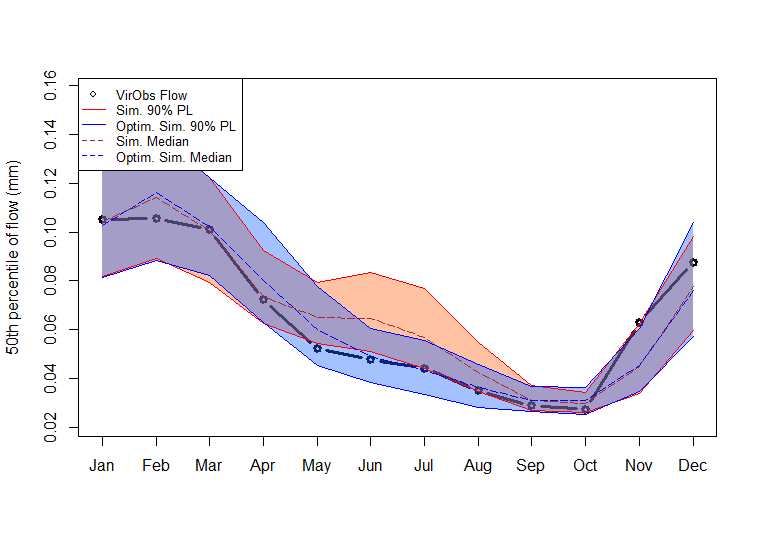 0.16
0.14
0.12
0.10
0.08
0.06
0.04
0.02
50th percentile of flow (mm)
VirObs Flow
Sim. 90% PL
Optim. Sim. 90% PL
Sim. Median
Optim. Sim. Median
Jan Feb Mar Apr May Jun Jul Aug Sep Oct Nov Dec